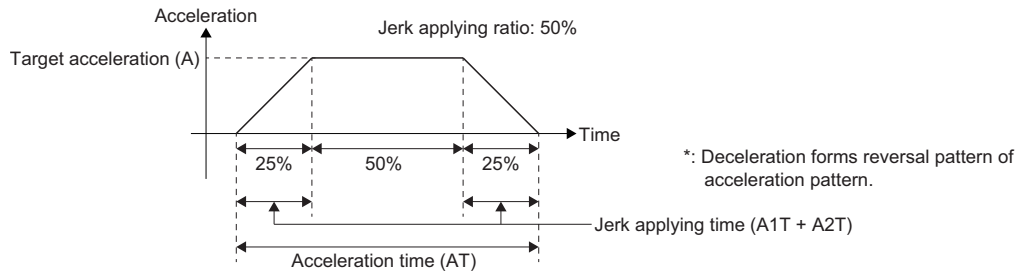 Acceleration
Jerk applying ratio: 50%
Target acceleration (A)
Time
25%
50%
25%
*: Deceleration forms reversal pattern of
acceleration pattern.
Jerk applying time (A1T + A2T)
Acceleration time (AT)